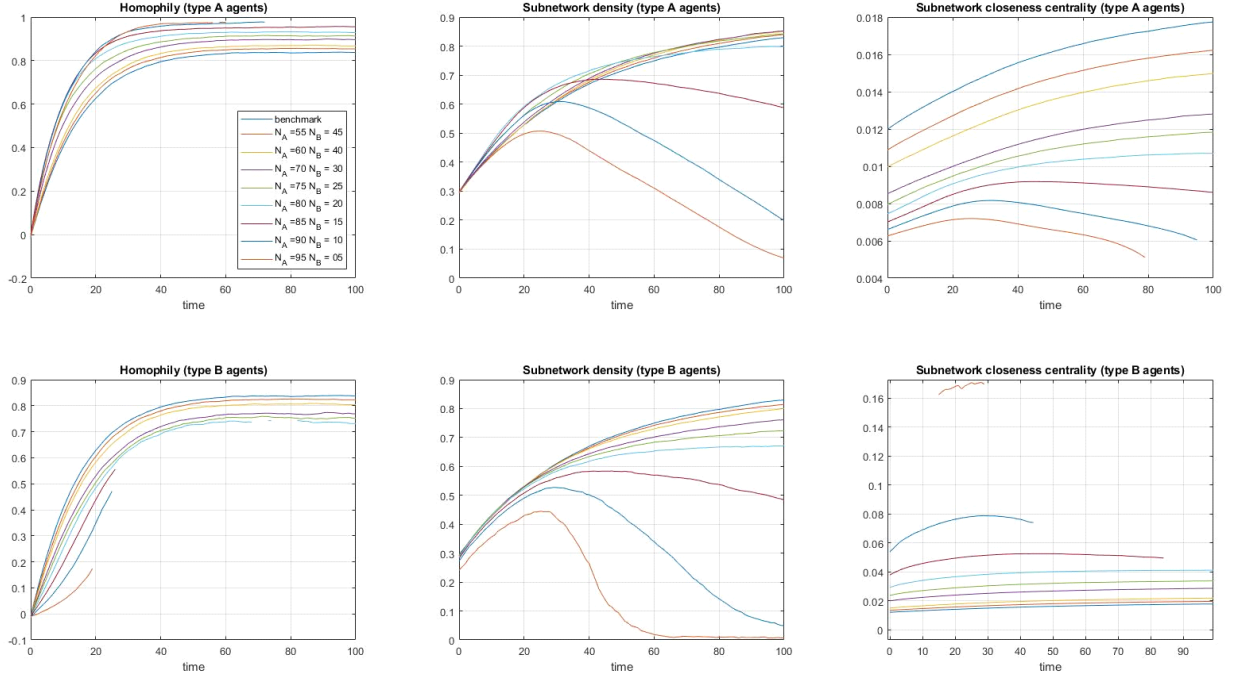 Homophily (type A agents)
1
0.8
0.6
0.4
0.2
0
-0.2
0 20 40 60 80 100
time
benchmark
N_A =55 N_B = 45
N_A =60 N_B = 40
N_A =70 N_B = 30
N_A =75 N_B = 25
N_A =80 N_B = 20
N_A =85 N_B = 15
N_A =90 N_B = 10
N_A =95 N_B = 05
Subnetwork density (type A agents)
0.9
0.8
0.7
0.6
0.5
0.4
0.3
0.2
0.1
0
0 20 40 60 80 100
time
Subnetwork closeness centrality (type A agents)
0.018
0.016
0.014
0.012
0.01
0.008
0.006
0.004
0 20 40 60 80 100
time
Homophily (type B agents)
0.9
0.8
0.7
0.6
0.5
0.4
0.3
0.2
0.1
0
-0.1
0 20 40 60 80 100
time
Subnetwork density (type B agents)
0.9
0.8
0.7
0.6
0.5
0.4
0.3
0.2
0.1
0
0 20 40 60 80 100
time
Subnetwork closeness centrality (type B agents)
0.16
0.14
0.12
0.1
0.08
0.06
0.04
0.02
0
0 10 20 30 40 50 60 70 80 90
time